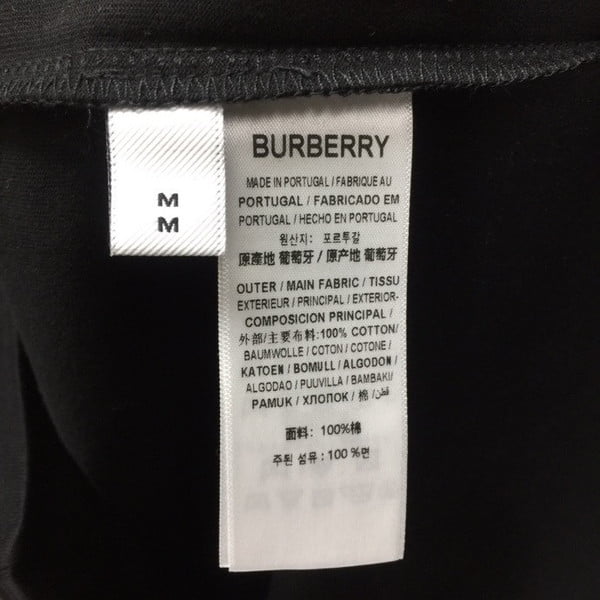 M
M
BURBERRY
MADE IN PORTUGAL / FABRIQUE AU
PORTUGAL / FABRICADO EM
PORTUGAL / HECHO EN PORTUGAL
원산지: 포르투갈
原產地 葡萄牙 / 原产地 葡萄牙
OUTER / MAIN FABRIC / TISSU
EXTERIEUR / PRINCIPAL / EXTERIOR-
COMPOSICION PRINCIPAL /
外部/主要布料:100% COTTON/
BAUMWOLLE / COTON / COTONE /
KATOEN / BOMULL / ALGODON /
ALGODAO / PUUVILLA / BAMBAKI/
PAMUK / ХЛОПОК / 棉 / قطن/
面料: 100%棉
주된 섬유 : 100 %면